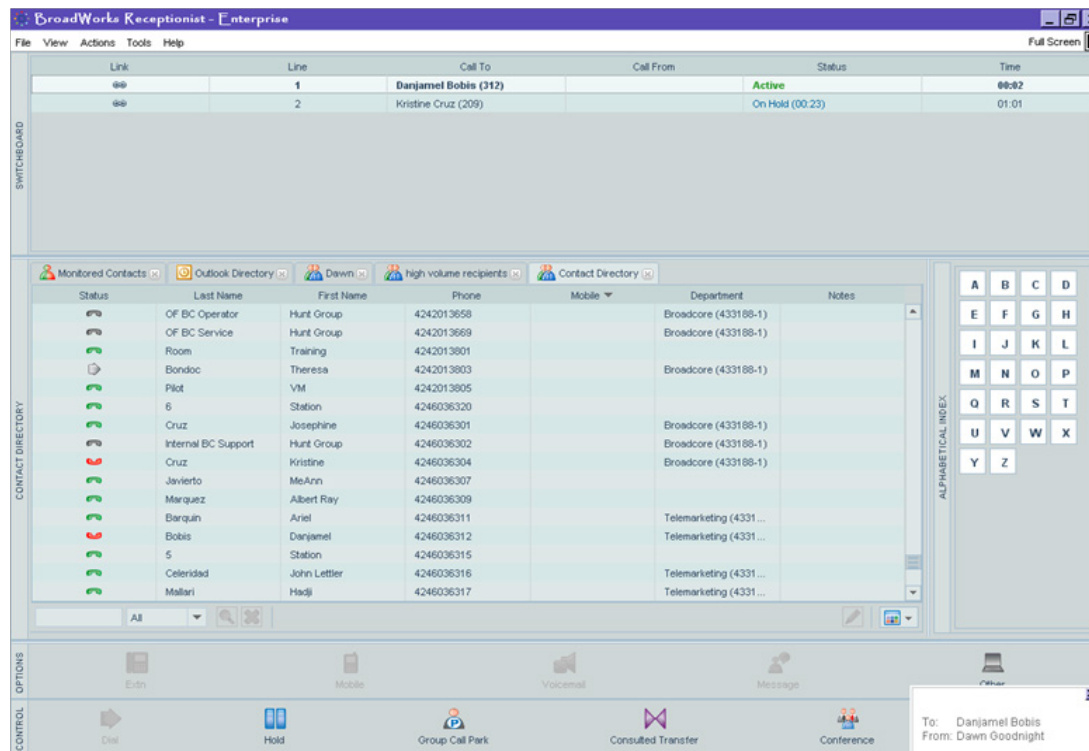 BroadWorks Receptionist - Enterprise
File View Actions Tools Help Full Screen
Link Line Call To Call From Status Time
1 Danjamel Bobis (312) Active 00:02
2 Kristine Cruz (209) On Hold (00:23) 01:01
SWITCHBOARD
Monitored Contacts Outlook Directory Dawn high volume recipients Contact Directory
Status Last Name First Name Phone Mobile Department Notes
OF BC Operator Hunt Group 4242013658 Broadcore (433188-1)
OF BC Service Hunt Group 4242013669 Broadcore (433188-1)
Room Training 4242013801
Bondoc Theresa 4242013803 Broadcore (433188-1)
Pilot VM 4242013805
6 Station 4246036320
Cruz Josephine 4246036301 Broadcore (433188-1)
Internal BC Support Hunt Group 4246036302 Broadcore (433188-1)
Cruz Kristine 4246036304 Broadcore (433188-1)
Javierto MeAnn 4246036307
Marquez Albert Ray 4246036309
Barquin Ariel 4246036311 Telemarketing (4331...
Bobis Danjamel 4246036312 Telemarketing (4331...
5 Station 4246036315
Celeridad John Lettler 4246036316 Telemarketing (4331...
Mallari Hadji 4246036317 Telemarketing (4331...
All
CONTACT DIRECTORY
ALPHABETICAL INDEX
A B C D
E F G H
I J K L
M N O P
Q R S T
U V W X
Y Z
OPTIONS
Extn Mobile Voicemail Message Other
CONTROL
Dial Hold Group Call Park Consulted Transfer Conference
To: Danjamel Bobis
From: Dawn Goodnight